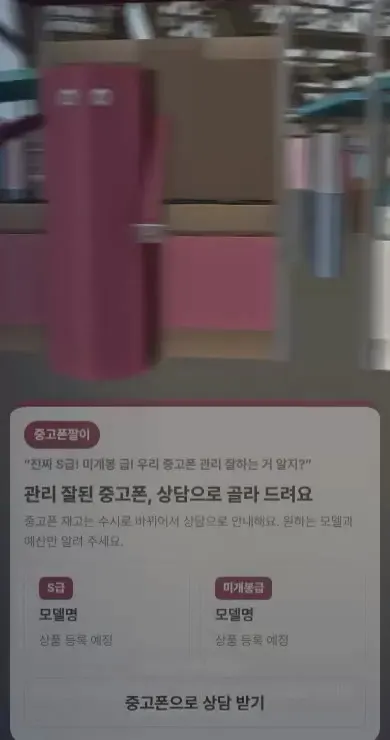 중고폰팔이
"진짜 S급! 미개봉 급! 우리 중고폰 관리 잘하는 거 알지?"
관리 잘된 중고폰, 상담으로 골라 드려요
중고폰 재고는 수시로 바뀌어서 상담으로 안내해요. 원하는 모델과
예산만 알려 주세요.
S급
모델명
상품 등록 예정
미개봉급
모델명
상품 등록 예정
중고폰으로 상담 받기